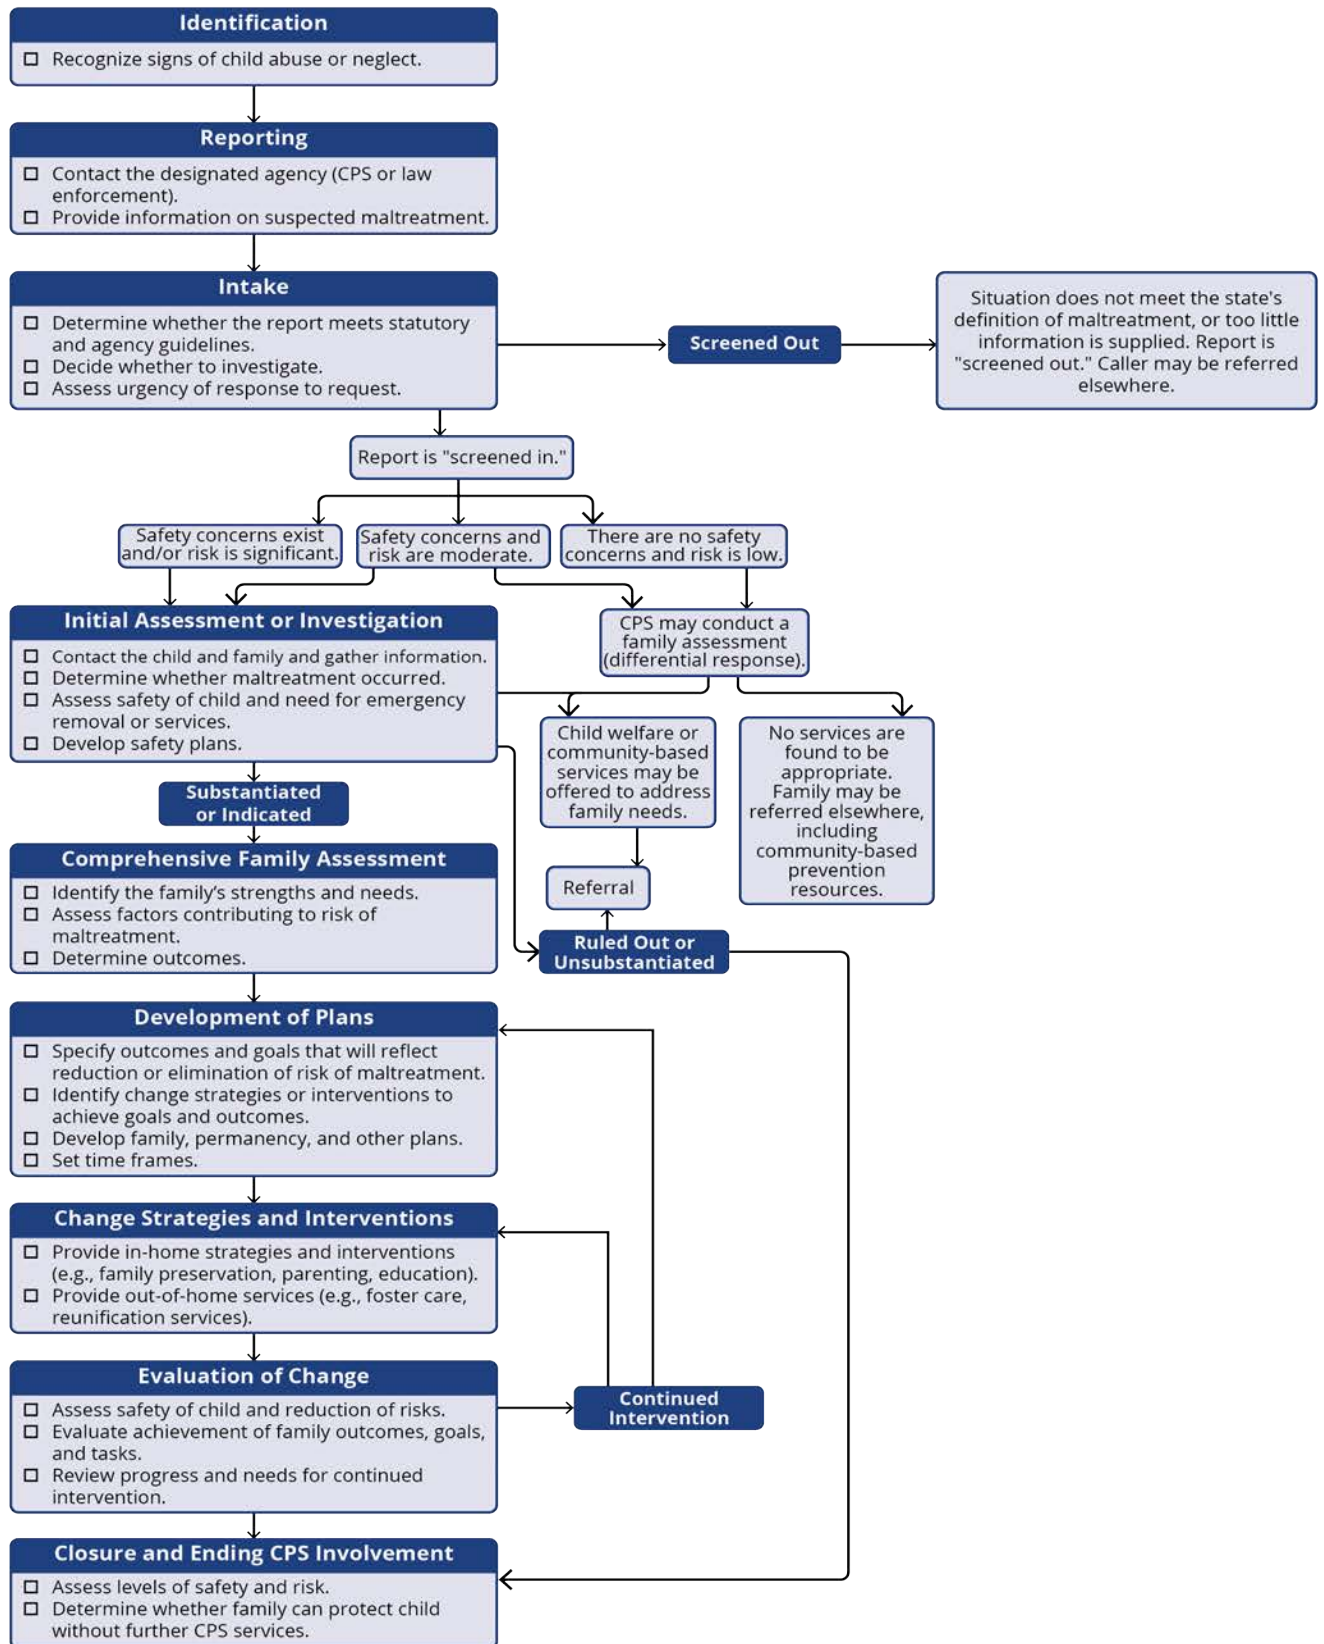 Identification
☐ Recognize signs of child abuse or neglect.
Reporting
☐ Contact the designated agency (CPS or law
enforcement).
☐ Provide information on suspected maltreatment.
Intake
☐ Determine whether the report meets statutory
and agency guidelines.
☐ Decide whether to investigate.
☐ Assess urgency of response to request.
Screened Out
Situation does not meet the state's
definition of maltreatment, or too little
information is supplied. Report is
"screened out." Caller may be referred
elsewhere.
Report is "screened in."
Safety concerns exist
and/or risk is significant.
Safety concerns and
risk are moderate.
There are no safety
concerns and risk is low.
Initial Assessment or Investigation
☐ Contact the child and family and gather information.
☐ Determine whether maltreatment occurred.
☐ Assess safety of child and need for emergency
removal or services.
☐ Develop safety plans.
CPS may conduct a
family assessment
(differential response).
Child welfare or
community-based
services may be
offered to address
family needs.
No services are
found to be
appropriate.
Family may be
referred elsewhere,
including
community-based
prevention
resources.
Substantiated
or Indicated
Referral
Comprehensive Family Assessment
☐ Identify the family's strengths and needs.
☐ Assess factors contributing to risk of
maltreatment.
☐ Determine outcomes.
Ruled Out or
Unsubstantiated
Development of Plans
☐ Specify outcomes and goals that will reflect
reduction or elimination of risk of maltreatment.
☐ Identify change strategies or interventions to
achieve goals and outcomes.
☐ Develop family, permanency, and other plans.
☐ Set time frames.
Change Strategies and Interventions
☐ Provide in-home strategies and interventions
(e.g., family preservation, parenting, education).
☐ Provide out-of-home services (e.g., foster care,
reunification services).
Evaluation of Change
☐ Assess safety of child and reduction of risks.
☐ Evaluate achievement of family outcomes, goals,
and tasks.
☐ Review progress and needs for continued
intervention.
Continued
Intervention
Closure and Ending CPS Involvement
☐ Assess levels of safety and risk.
☐ Determine whether family can protect child
without further CPS services.